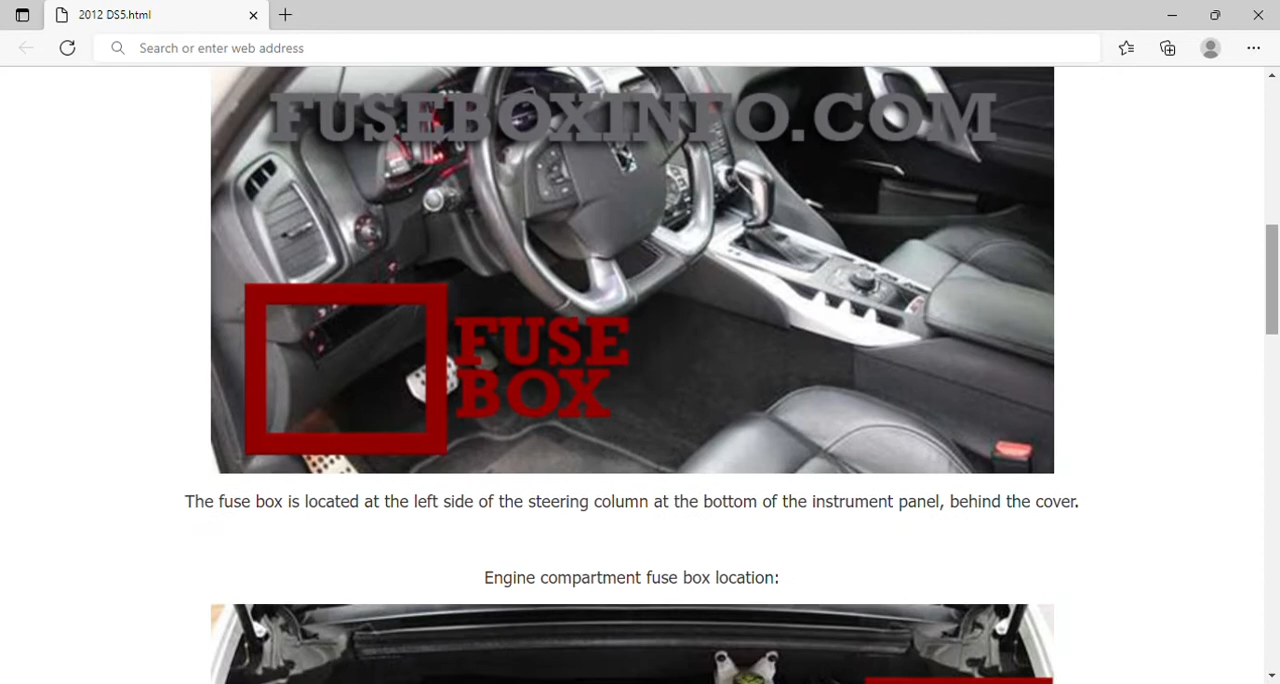 2012 DS5.html
Search or enter web address
FUSEBOXINFO.COM
FUSE
BOX
The fuse box is located at the left side of the steering column at the bottom of the instrument panel, behind the cover.
Engine compartment fuse box location: